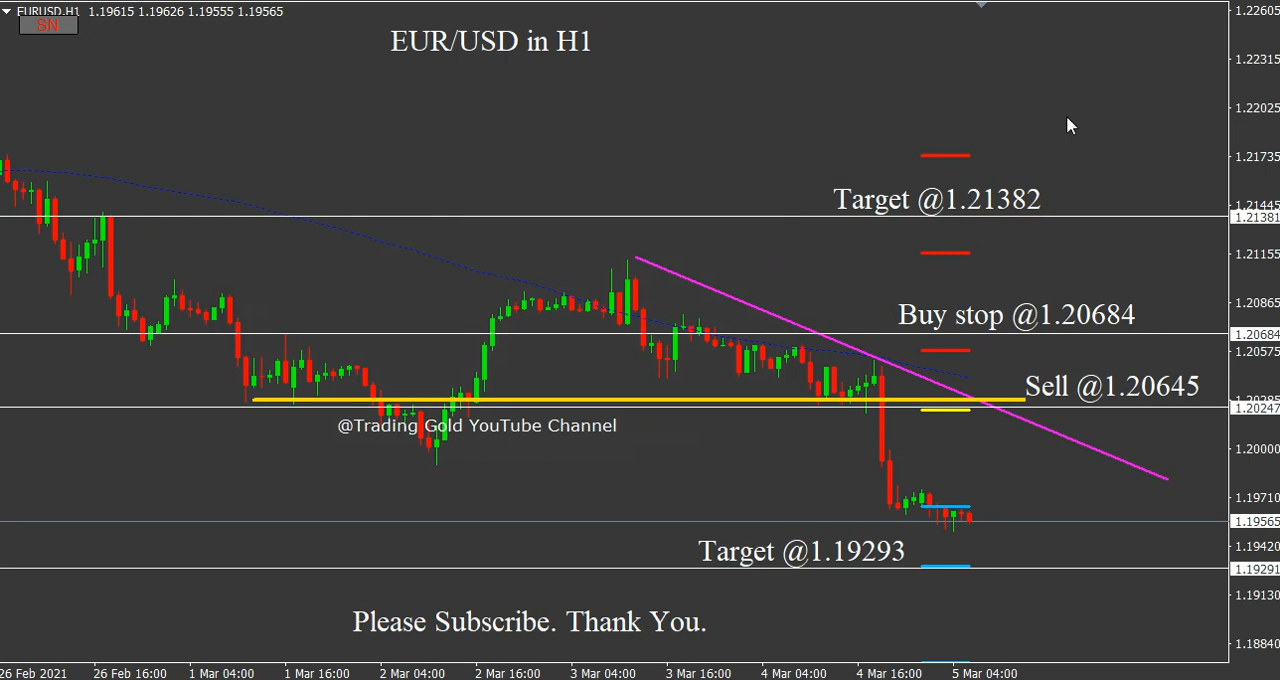 EURUSD,H1 1.19615 1.19626 1.19555 1.19565
SN
EUR/USD in H1
1.22605
1.22315
1.22025
1.21735
Target @1.21382
1.21445
1.21381
1.21155
1.20865
Buy stop @1.20684
1.20684
1.20575
Sell @1.20645
1.20285
1.20247
@Trading Gold YouTube Channel
1.20000
1.19710
1.19565
Target @1.19293
1.19420
1.19291
1.19130
Please Subscribe. Thank You.
1.18840
26 Feb 2021 26 Feb 16:00 1 Mar 04:00 1 Mar 16:00 2 Mar 04:00 2 Mar 16:00 3 Mar 04:00 3 Mar 16:00 4 Mar 04:00 4 Mar 16:00 5 Mar 04:00